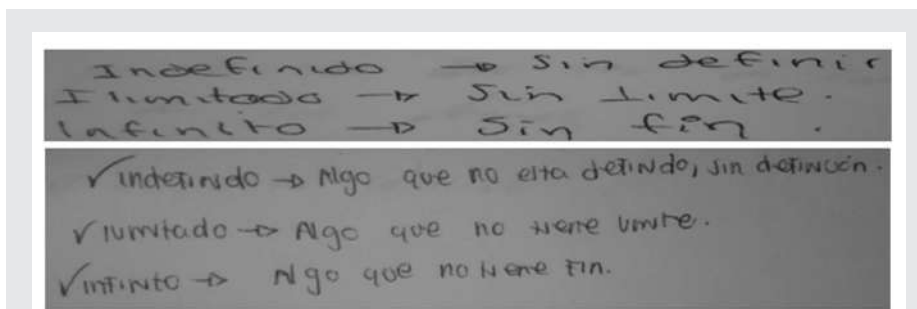 Indefinido → Sin definir
Ilimitado → Sin limite.
Infinito → Sin fin.
✓ indefinido → Algo que no esta definido, sin definición.
✓ ilimitado → Algo que no tiene limite.
✓ infinito → Algo que no tiene fin.